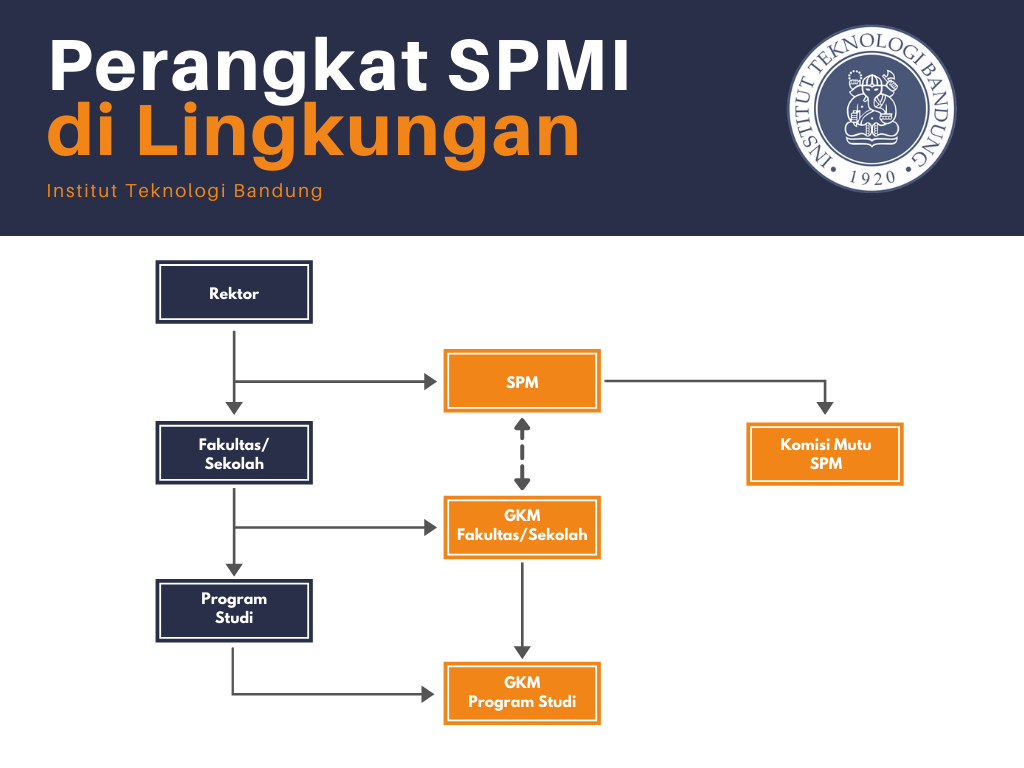 Perangkat SPMI
di Lingkungan
Institut Teknologi Bandung
INSTITUT TEKNOLOGI BANDUNG
• 1920 •
Rektor
SPM
Fakultas/
Sekolah
Komisi Mutu
SPM
GKM
Fakultas/Sekolah
Program
Studi
GKM
Program Studi